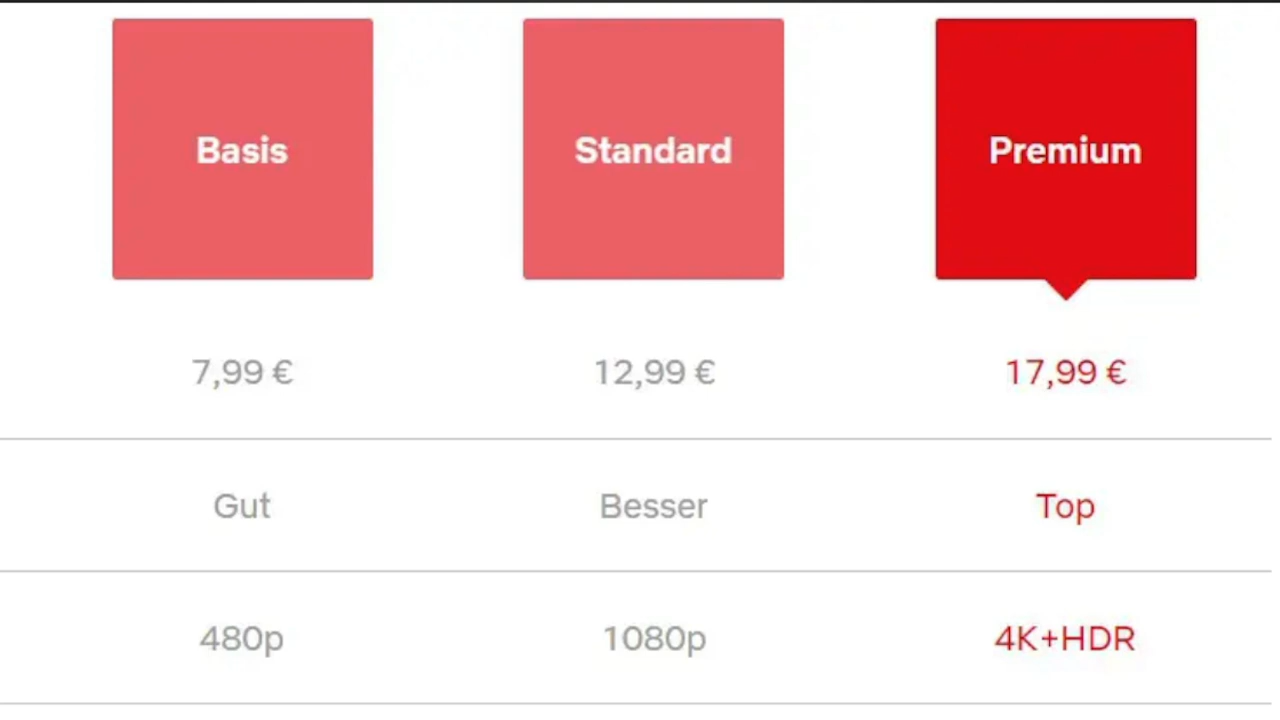 Basis Standard Premium
7,99 € 12,99 € 17,99 €
Gut Besser Top
480p 1080p 4K+HDR